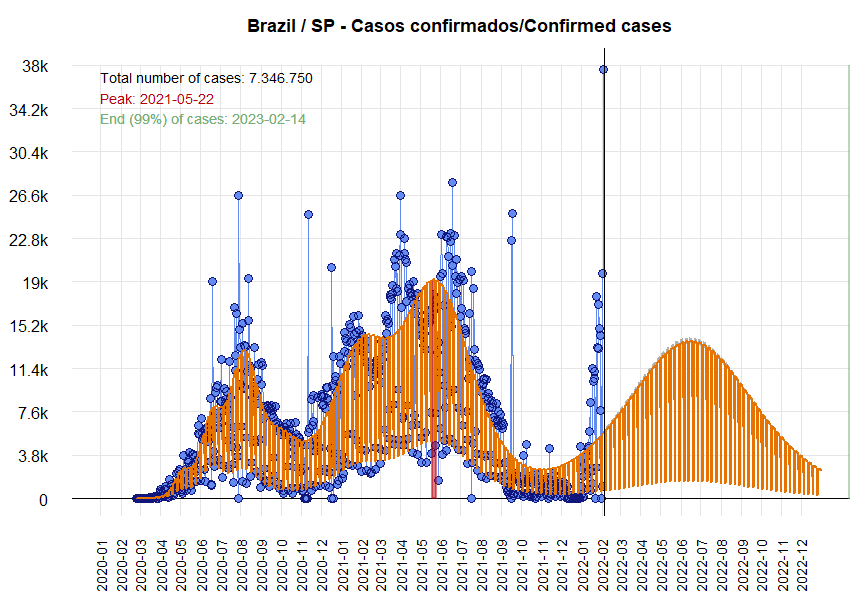 Brazil / SP - Casos confirmados/Confirmed cases
38k
Total number of cases: 7.346.750
Peak: 2021-05-22
34.2k
End (99%) of cases: 2023-02-14
30.4k
26.6k
22.8k
19k
15.2k
11.4k
7.6k
3.8k
0
2020-01
2020-02
2020-03
2020-04
2020-05
2020-06
2020-07
2020-08
2020-09
2020-10
2020-11
2020-12
2021-01
2021-02
2021-03
2021-04
2021-05
2021-06
2021-07
2021-08
2021-09
2021-10
2021-11
2021-12
2022-01
2022-02
2022-03
2022-04
2022-05
2022-06
2022-07
2022-08
2022-09
2022-10
2022-11
2022-12